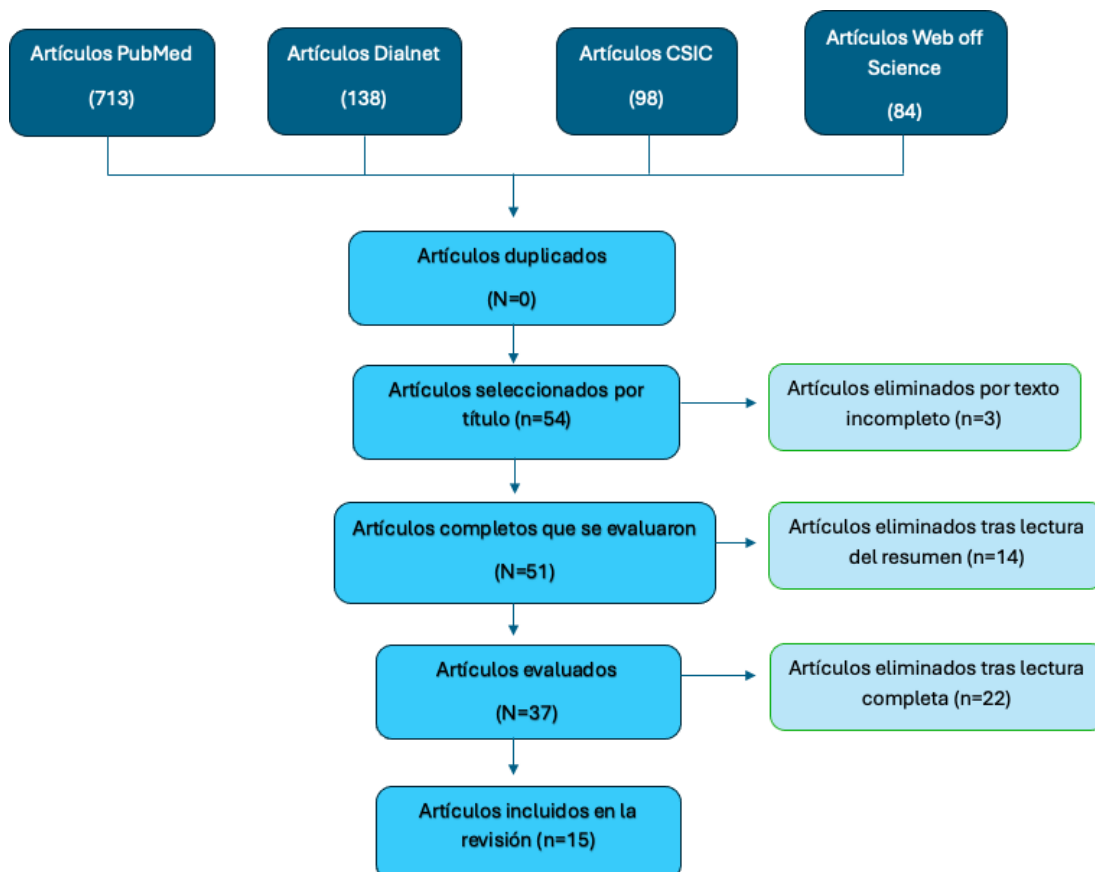 Artículos PubMed
(713)
Artículos Dialnet
(138)
Artículos CSIC
(98)
Artículos Web off
Science
(84)
Artículos duplicados
(N=0)
Artículos seleccionados por
título (n=54)
Artículos eliminados por texto
incompleto (n=3)
Artículos completos que se evaluaron
(N=51)
Artículos eliminados tras lectura
del resumen (n=14)
Artículos evaluados
(N=37)
Artículos eliminados tras lectura
completa (n=22)
Artículos incluidos en la
revisión (n=15)